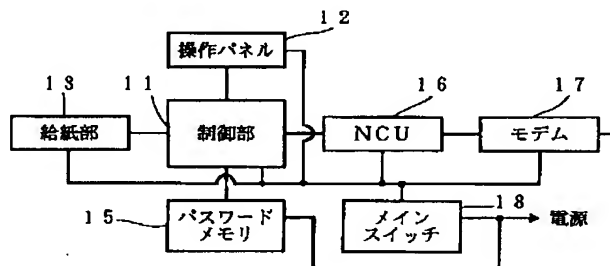 12
操作パネル
13
11
16
17
給紙部
制御部
NCU
モデム
15
パスワード
メモリ
メイン
スイッチ
18
電源